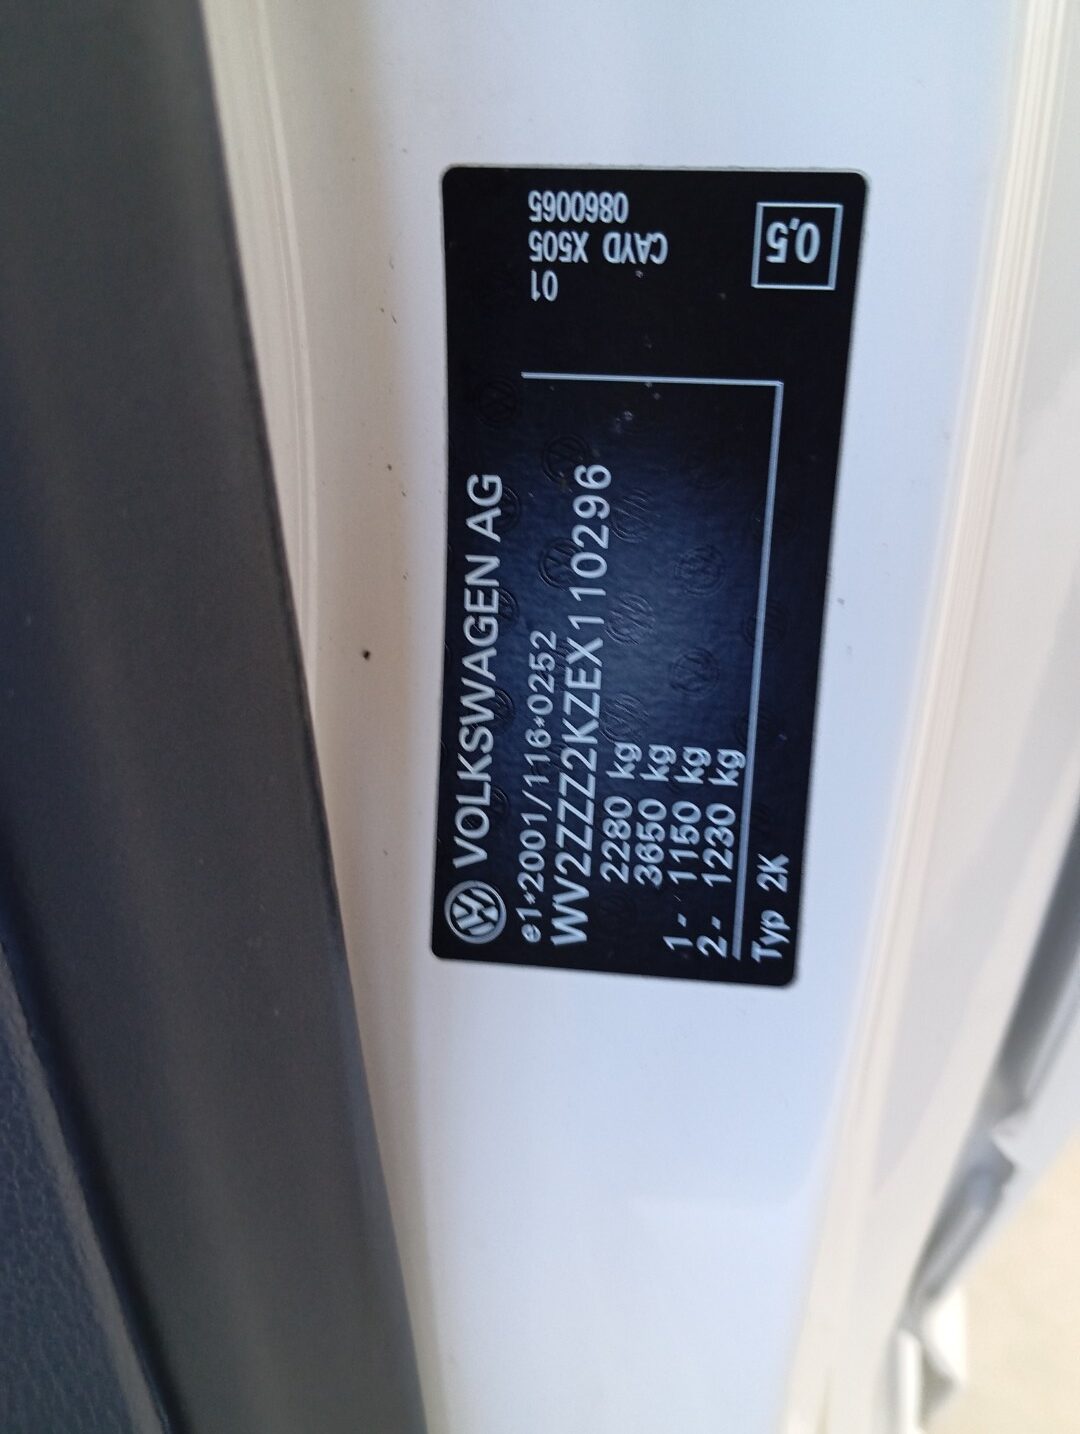 VOLKSWAGEN AG
e1*2001/116*0252
WV2ZZZ2KZEX110296
2280 kg
3650 kg
1- 1150 kg
2- 1230 kg
Typ 2K
0860065
CAYD X505
01
0,5